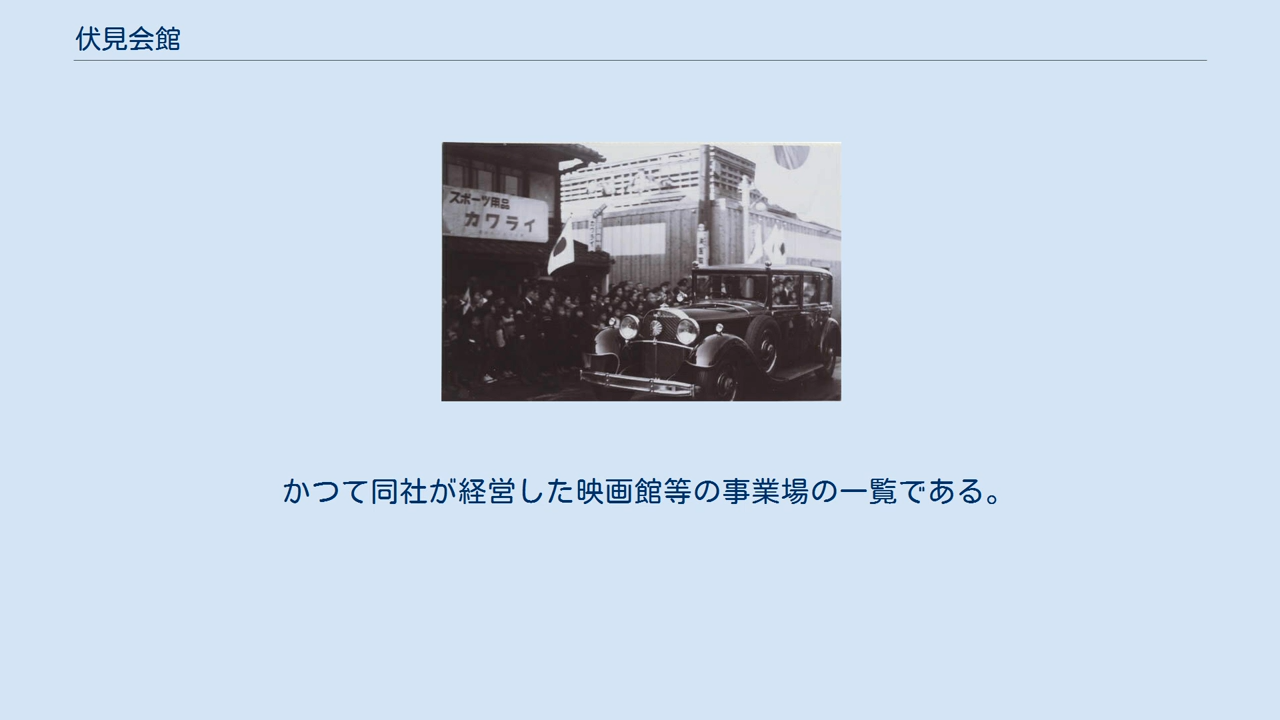 伏見会館
スポーツ用品
カワライ
かつて同社が経営した映画館等の事業場の一覧である。